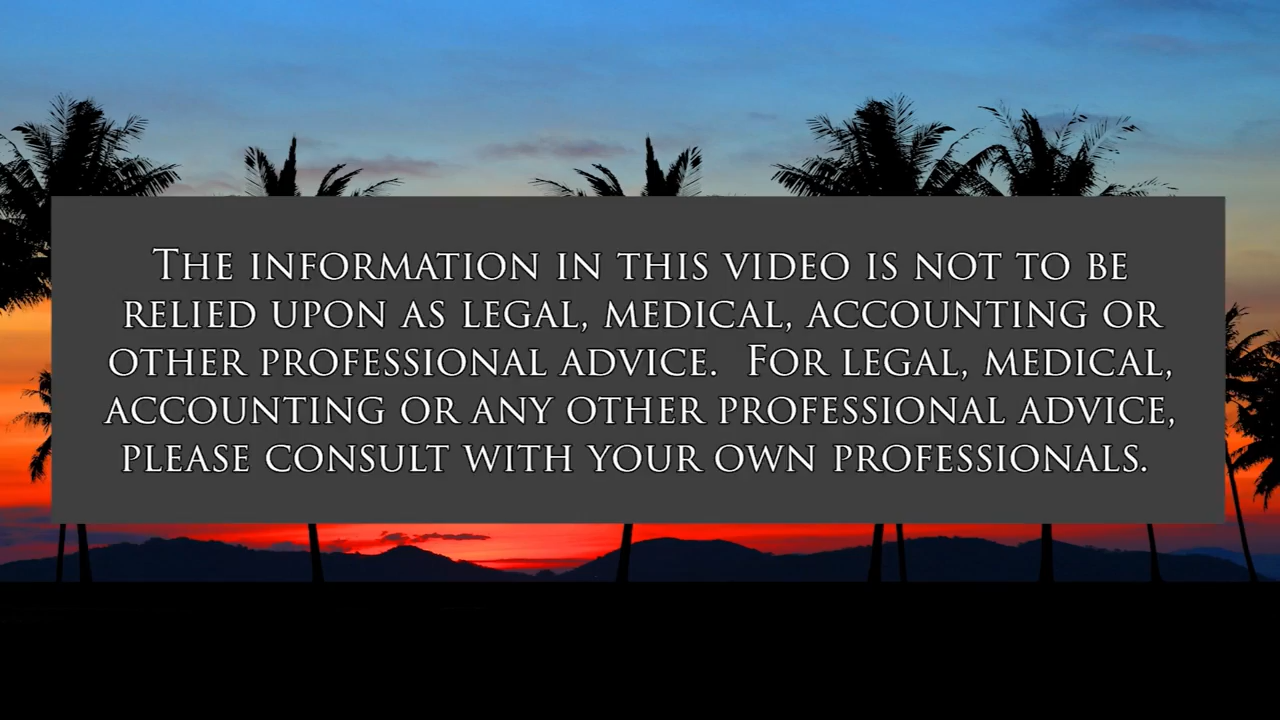 The information in this video is not to be
relied upon as legal, medical, accounting or
other professional advice.  For legal, medical,
accounting or any other professional advice,
please consult with your own professionals.